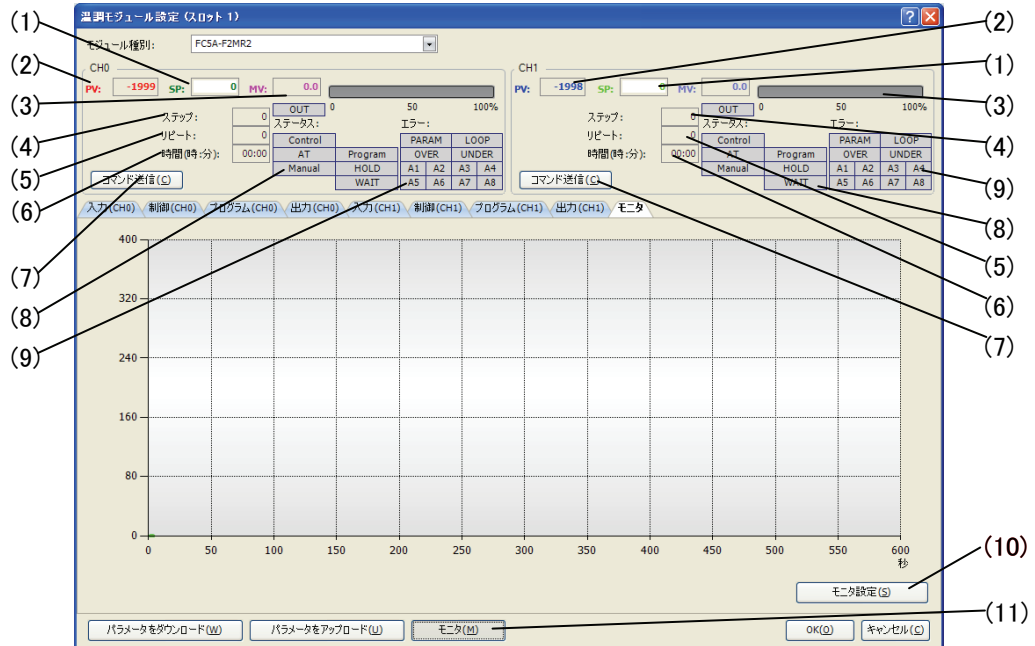 温調モジュール設定 (スロット 1)
モジュール種別: FC5A-F2MR2
CH0
PV: -1999 SP: 0 MV: 0.0
OUT 0 50 100%
ステップ: 0
リピート: 0
時間(時:分): 00:00
ステータス:
Control
AT Program
Manual HOLD
WAIT
エラー:
PARAM LOOP
OVER UNDER
A1 A2 A3 A4
A5 A6 A7 A8
コマンド送信(C)
CH1
PV: -1998 SP: 0 MV: 0.0
OUT 0 50 100%
ステップ: 0
リピート: 0
時間(時:分): 00:00
ステータス:
Control
AT Program
Manual HOLD
WAIT
エラー:
PARAM LOOP
OVER UNDER
A1 A2 A3 A4
A5 A6 A7 A8
コマンド送信(C)
入力(CH0) 制御(CH0) プログラム(CH0) 出力(CH0) 入力(CH1) 制御(CH1) プログラム(CH1) 出力(CH1) モニタ
400
320
240
160
80
0
0 50 100 150 200 250 300 350 400 450 500 550 600
秒
モニタ設定(S)
パラメータをダウンロード(W) パラメータをアップロード(U) モニタ(M) OK(O) キャンセル(C)
(1)
(2)
(3)
(4)
(5)
(6)
(7)
(8)
(9)
(2)
(1)
(3)
(4)
(9)
(8)
(5)
(6)
(7)
(10)
(11)